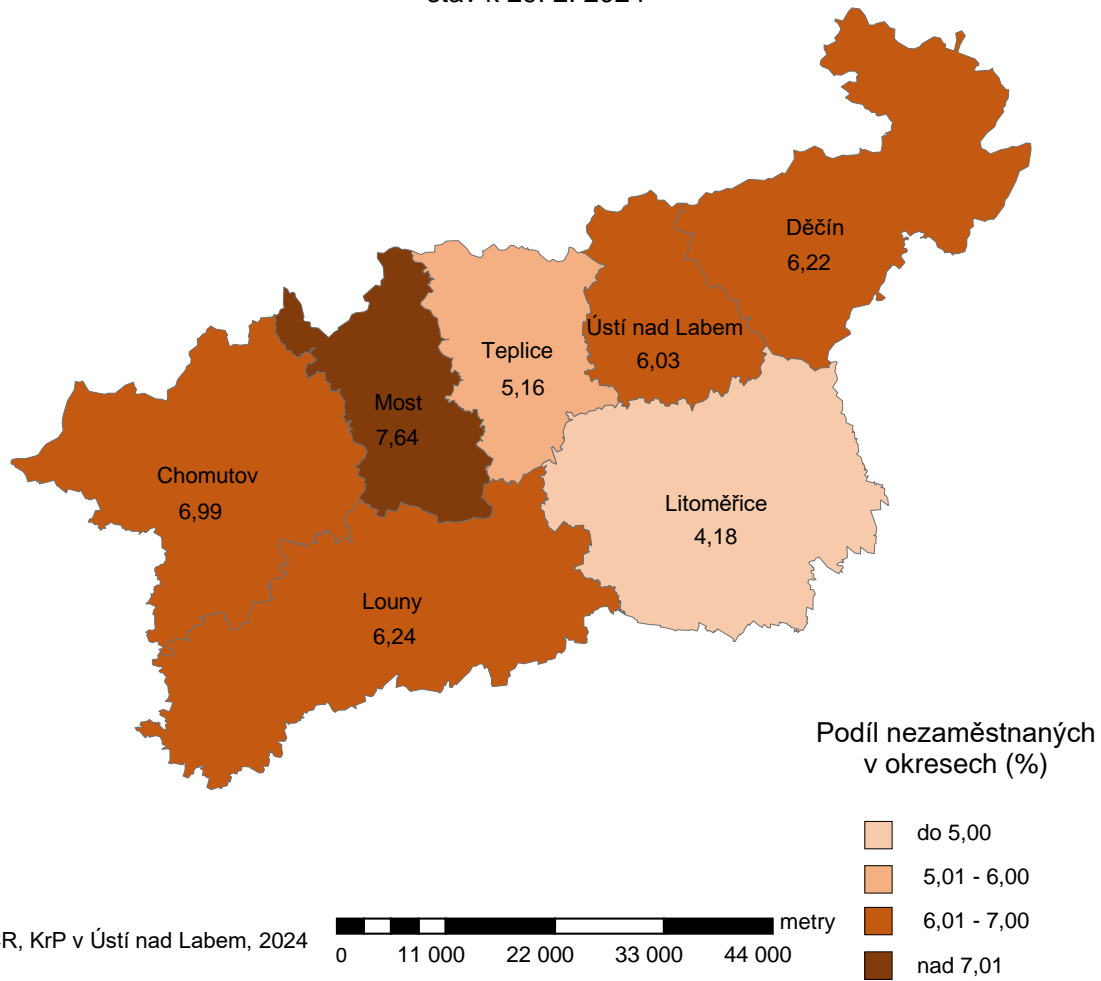 Děčín
6,22
Ústí nad Labem
6,03
Teplice
5,16
Most
7,64
Chomutov
6,99
Litoměřice
4,18
Louny
6,24
Podíl nezaměstnaných
v okresech (%)
do 5,00
5,01 - 6,00
6,01 - 7,00
nad 7,01
KrP v Ústí nad Labem, 2024
metry
0 11 000 22 000 33 000 44 000